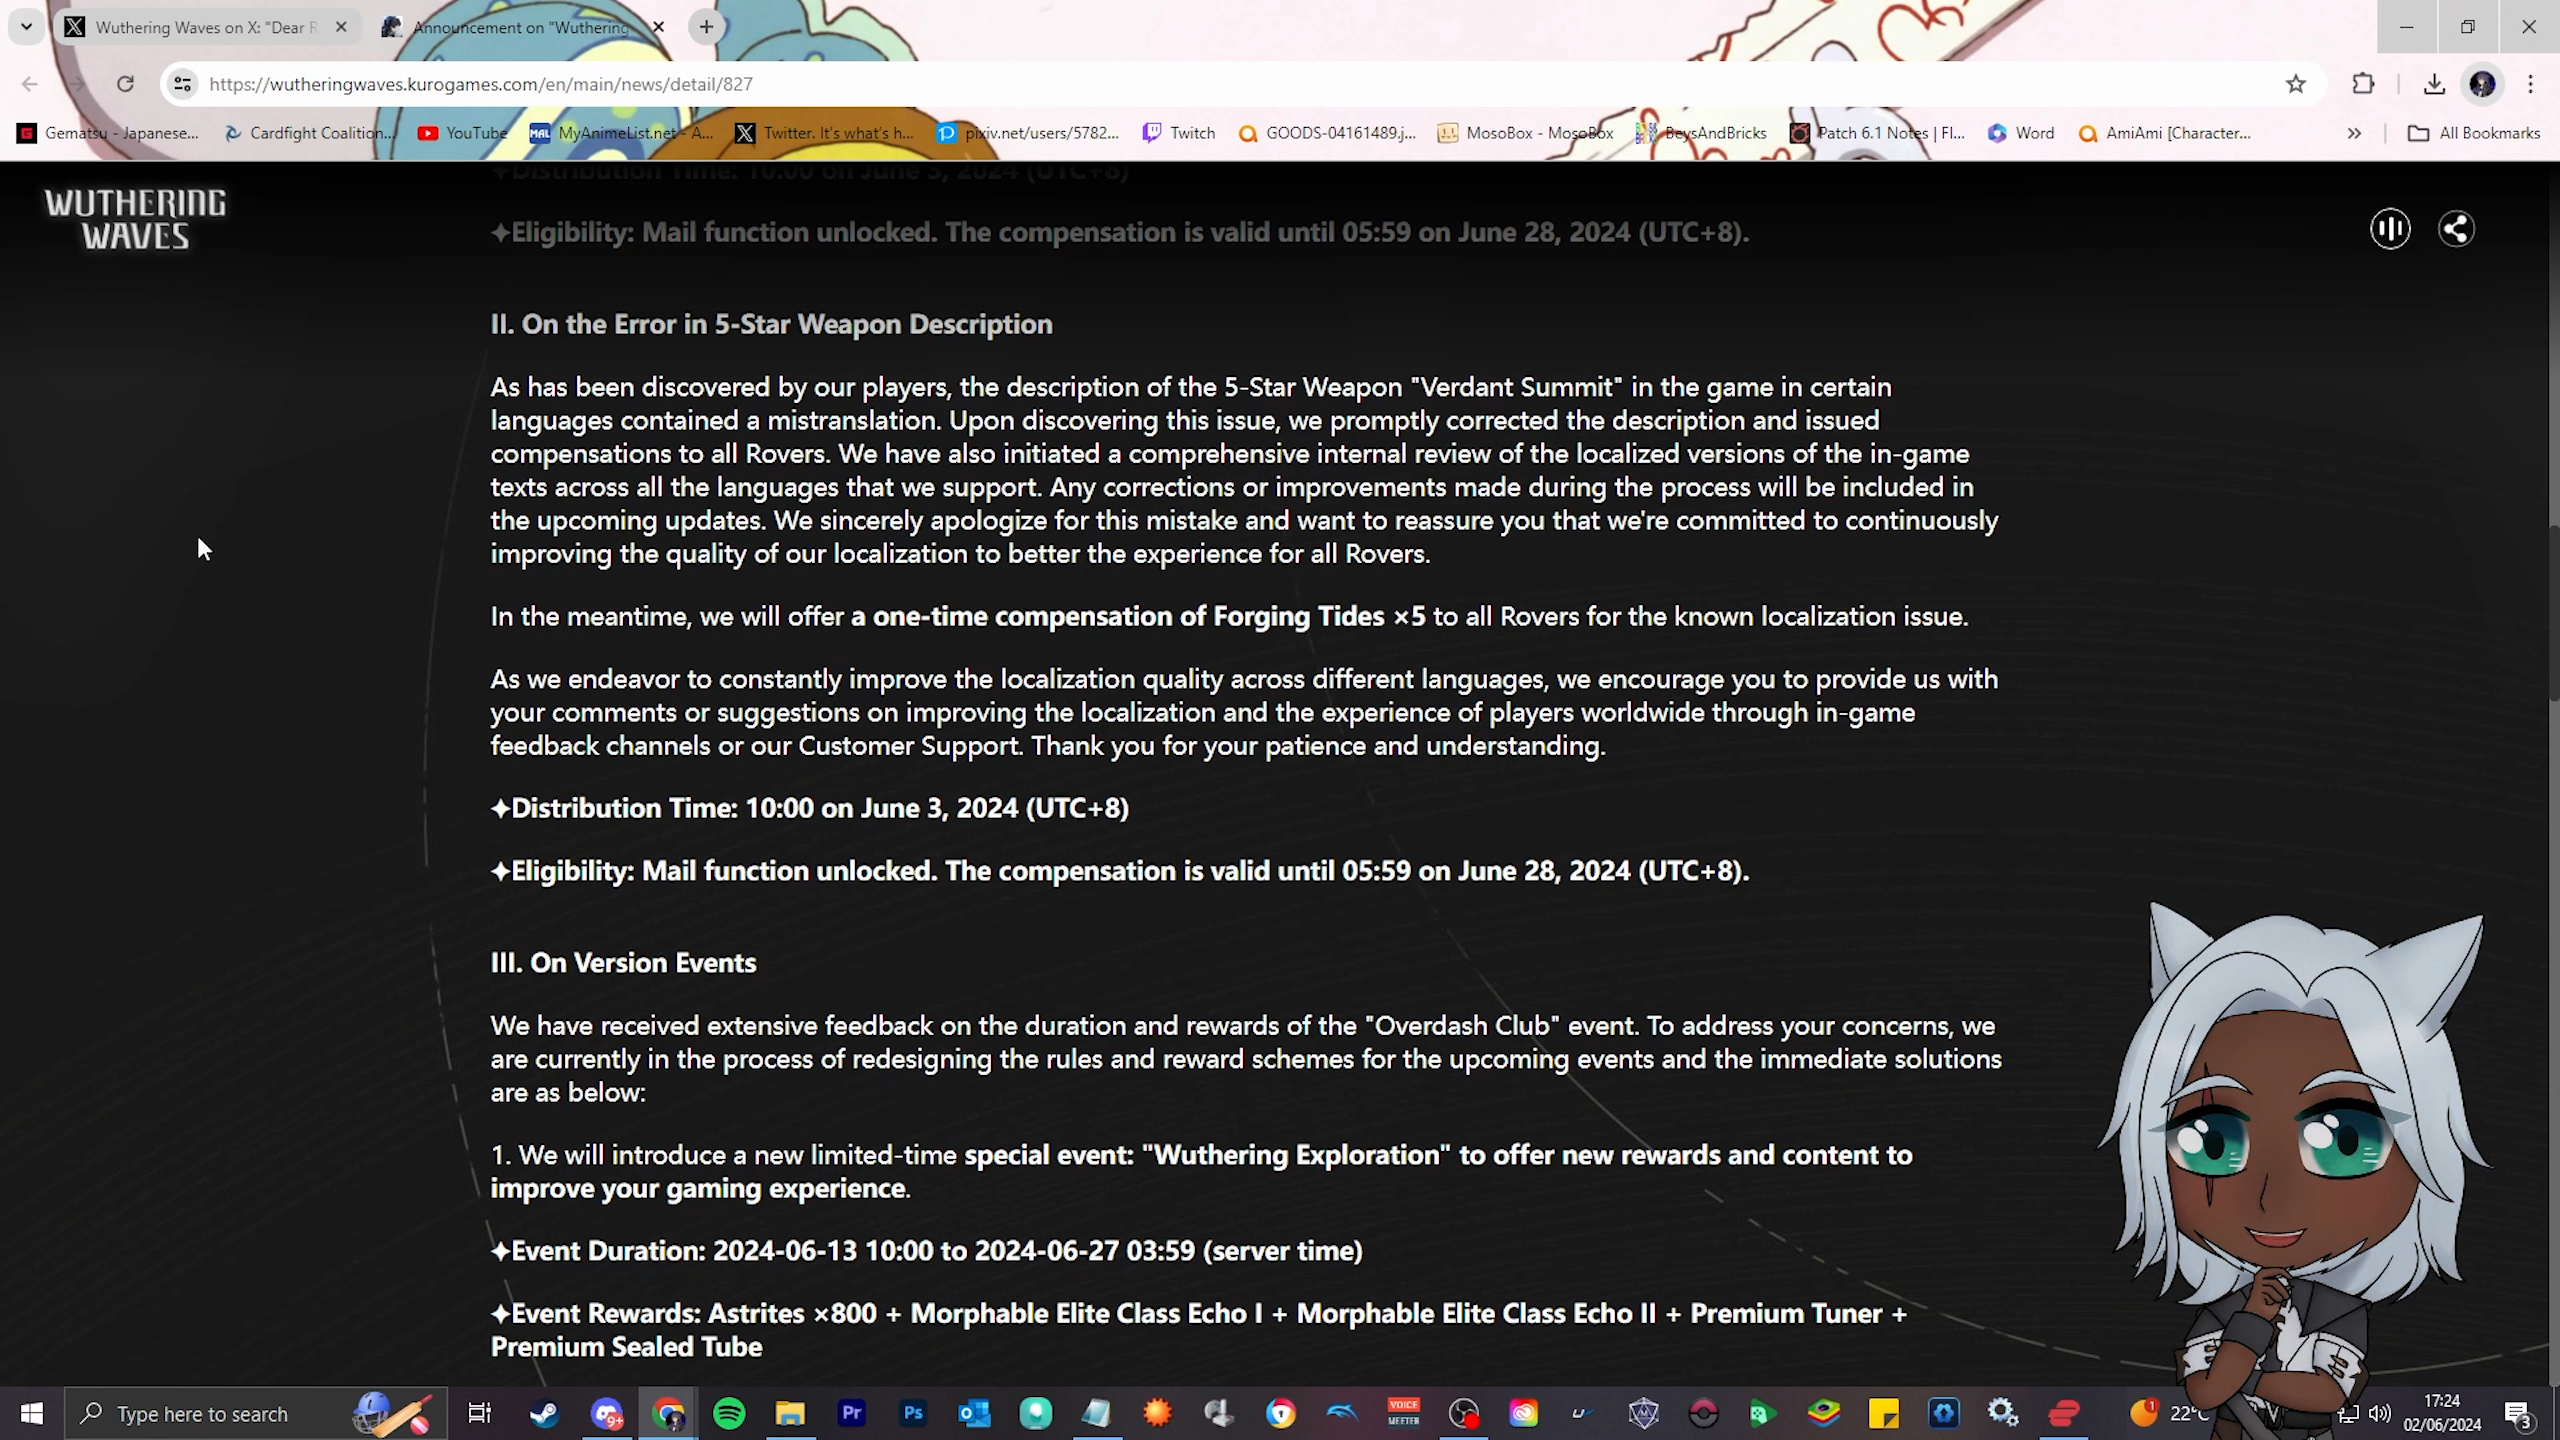 Wuthering Waves on X: "Dear R
Announcement on "Wuthering
https://wutheringwaves.kurogames.com/en/main/news/detail/827
Gematsu - Japanese...
Cardfight Coalition...
YouTube
MyAnimeList.net - A...
Twitter. It's what's h...
pixiv.net/users/5782...
Twitch
GOODS-04161489.j...
MosoBox - MosoBox
BeysAndBricks
Patch 6.1 Notes | FI...
Word
AmiAmi [Character...
All Bookmarks
WUTHERING
WAVES
✦Distribution Time: 10:00 on June 3, 2024 (UTC+8)
✦Eligibility: Mail function unlocked. The compensation is valid until 05:59 on June 28, 2024 (UTC+8).
II. On the Error in 5-Star Weapon Description
As has been discovered by our players, the description of the 5-Star Weapon "Verdant Summit" in the game in certain
languages contained a mistranslation. Upon discovering this issue, we promptly corrected the description and issued
compensations to all Rovers. We have also initiated a comprehensive internal review of the localized versions of the in-game
texts across all the languages that we support. Any corrections or improvements made during the process will be included in
the upcoming updates. We sincerely apologize for this mistake and want to reassure you that we're committed to continuously
improving the quality of our localization to better the experience for all Rovers.
In the meantime, we will offer a one-time compensation of Forging Tides ×5 to all Rovers for the known localization issue.
As we endeavor to constantly improve the localization quality across different languages, we encourage you to provide us with
your comments or suggestions on improving the localization and the experience of players worldwide through in-game
feedback channels or our Customer Support. Thank you for your patience and understanding.
✦Distribution Time: 10:00 on June 3, 2024 (UTC+8)
✦Eligibility: Mail function unlocked. The compensation is valid until 05:59 on June 28, 2024 (UTC+8).
III. On Version Events
We have received extensive feedback on the duration and rewards of the "Overdash Club" event. To address your concerns, we
are currently in the process of redesigning the rules and reward schemes for the upcoming events and the immediate solutions
are as below:
1. We will introduce a new limited-time special event: "Wuthering Exploration" to offer new rewards and content to
improve your gaming experience.
✦Event Duration: 2024-06-13 10:00 to 2024-06-27 03:59 (server time)
✦Event Rewards: Astrites ×800 + Morphable Elite Class Echo I + Morphable Elite Class Echo II + Premium Tuner +
Premium Sealed Tube
Type here to search
9+
Pr
Ps
VOICE
MEETER
1
22°C
17:24
02/06/2024
3